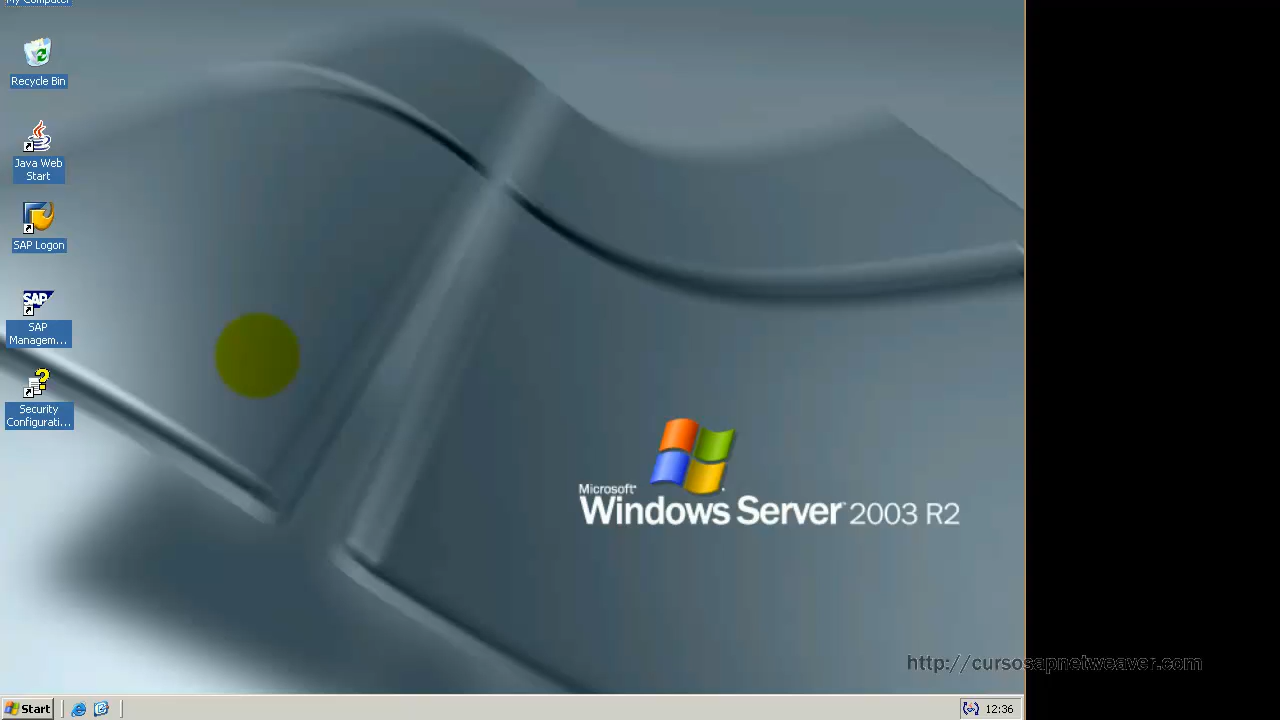 My Computer
Recycle Bin
Java Web
Start
SAP Logon
SAP
SAP
Managem...
Security
Configurati...
Microsoft
Windows Server 2003 R2
http://cursosapnetweaver.com
Start
12:36